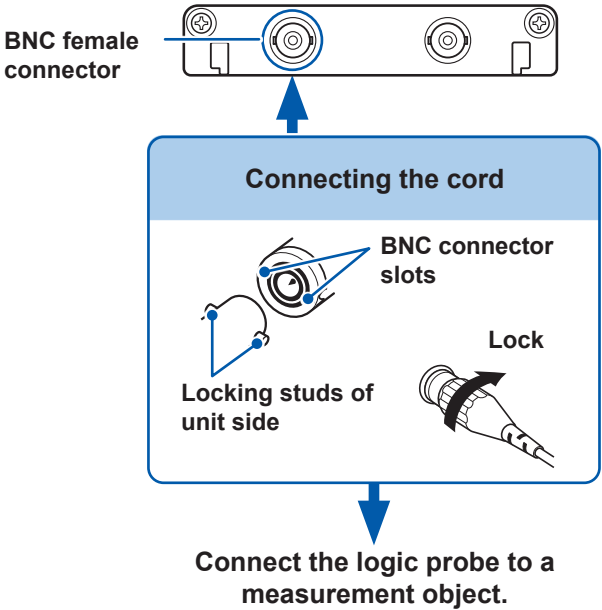 BNC female
connector
Connecting the cord
BNC connector
slots
Lock
Locking studs of
unit side
Connect the logic probe to a
measurement object.